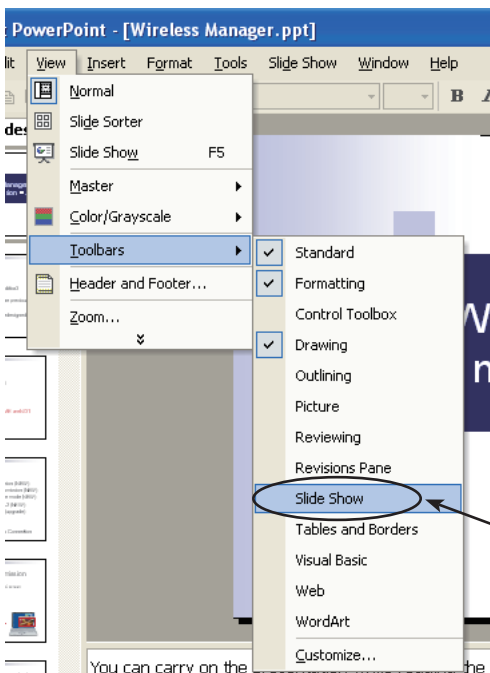 PowerPoint - [Wireless Manager.ppt]
View Insert Format Tools Slide Show Window Help
Normal
Slide Sorter
Slide Show F5
Master
Color/Grayscale
Toolbars
Header and Footer...
Zoom...
Standard
Formatting
Control Toolbox
Drawing
Outlining
Picture
Reviewing
Revisions Pane
Slide Show
Tables and Borders
Visual Basic
Web
WordArt
Customize...
You can carry on the